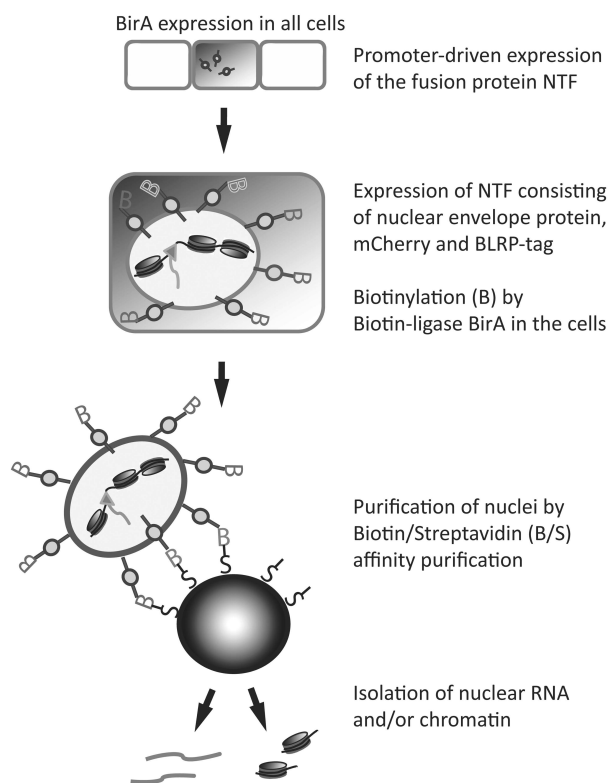 BirA expression in all cells
Promoter-driven expression
of the fusion protein NTF
B
B
B
B
B
B
B
Expression of NTF consisting
of nuclear envelope protein,
mCherry and BLRP-tag
Biotinylation (B) by
Biotin-ligase BirA in the cells
B
B
B
B
B
B
B
B
S
S
S
S
S
Purification of nuclei by
Biotin/Streptavidin (B/S)
affinity purification
Isolation of nuclear RNA
and/or chromatin